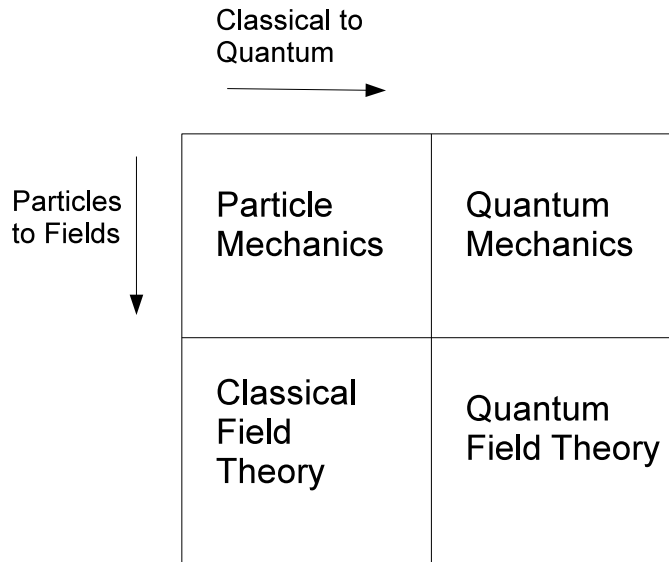 Classical to
Quantum
Particles
to Fields
Particle
Mechanics
Quantum
Mechanics
Classical
Field
Theory
Quantum
Field Theory